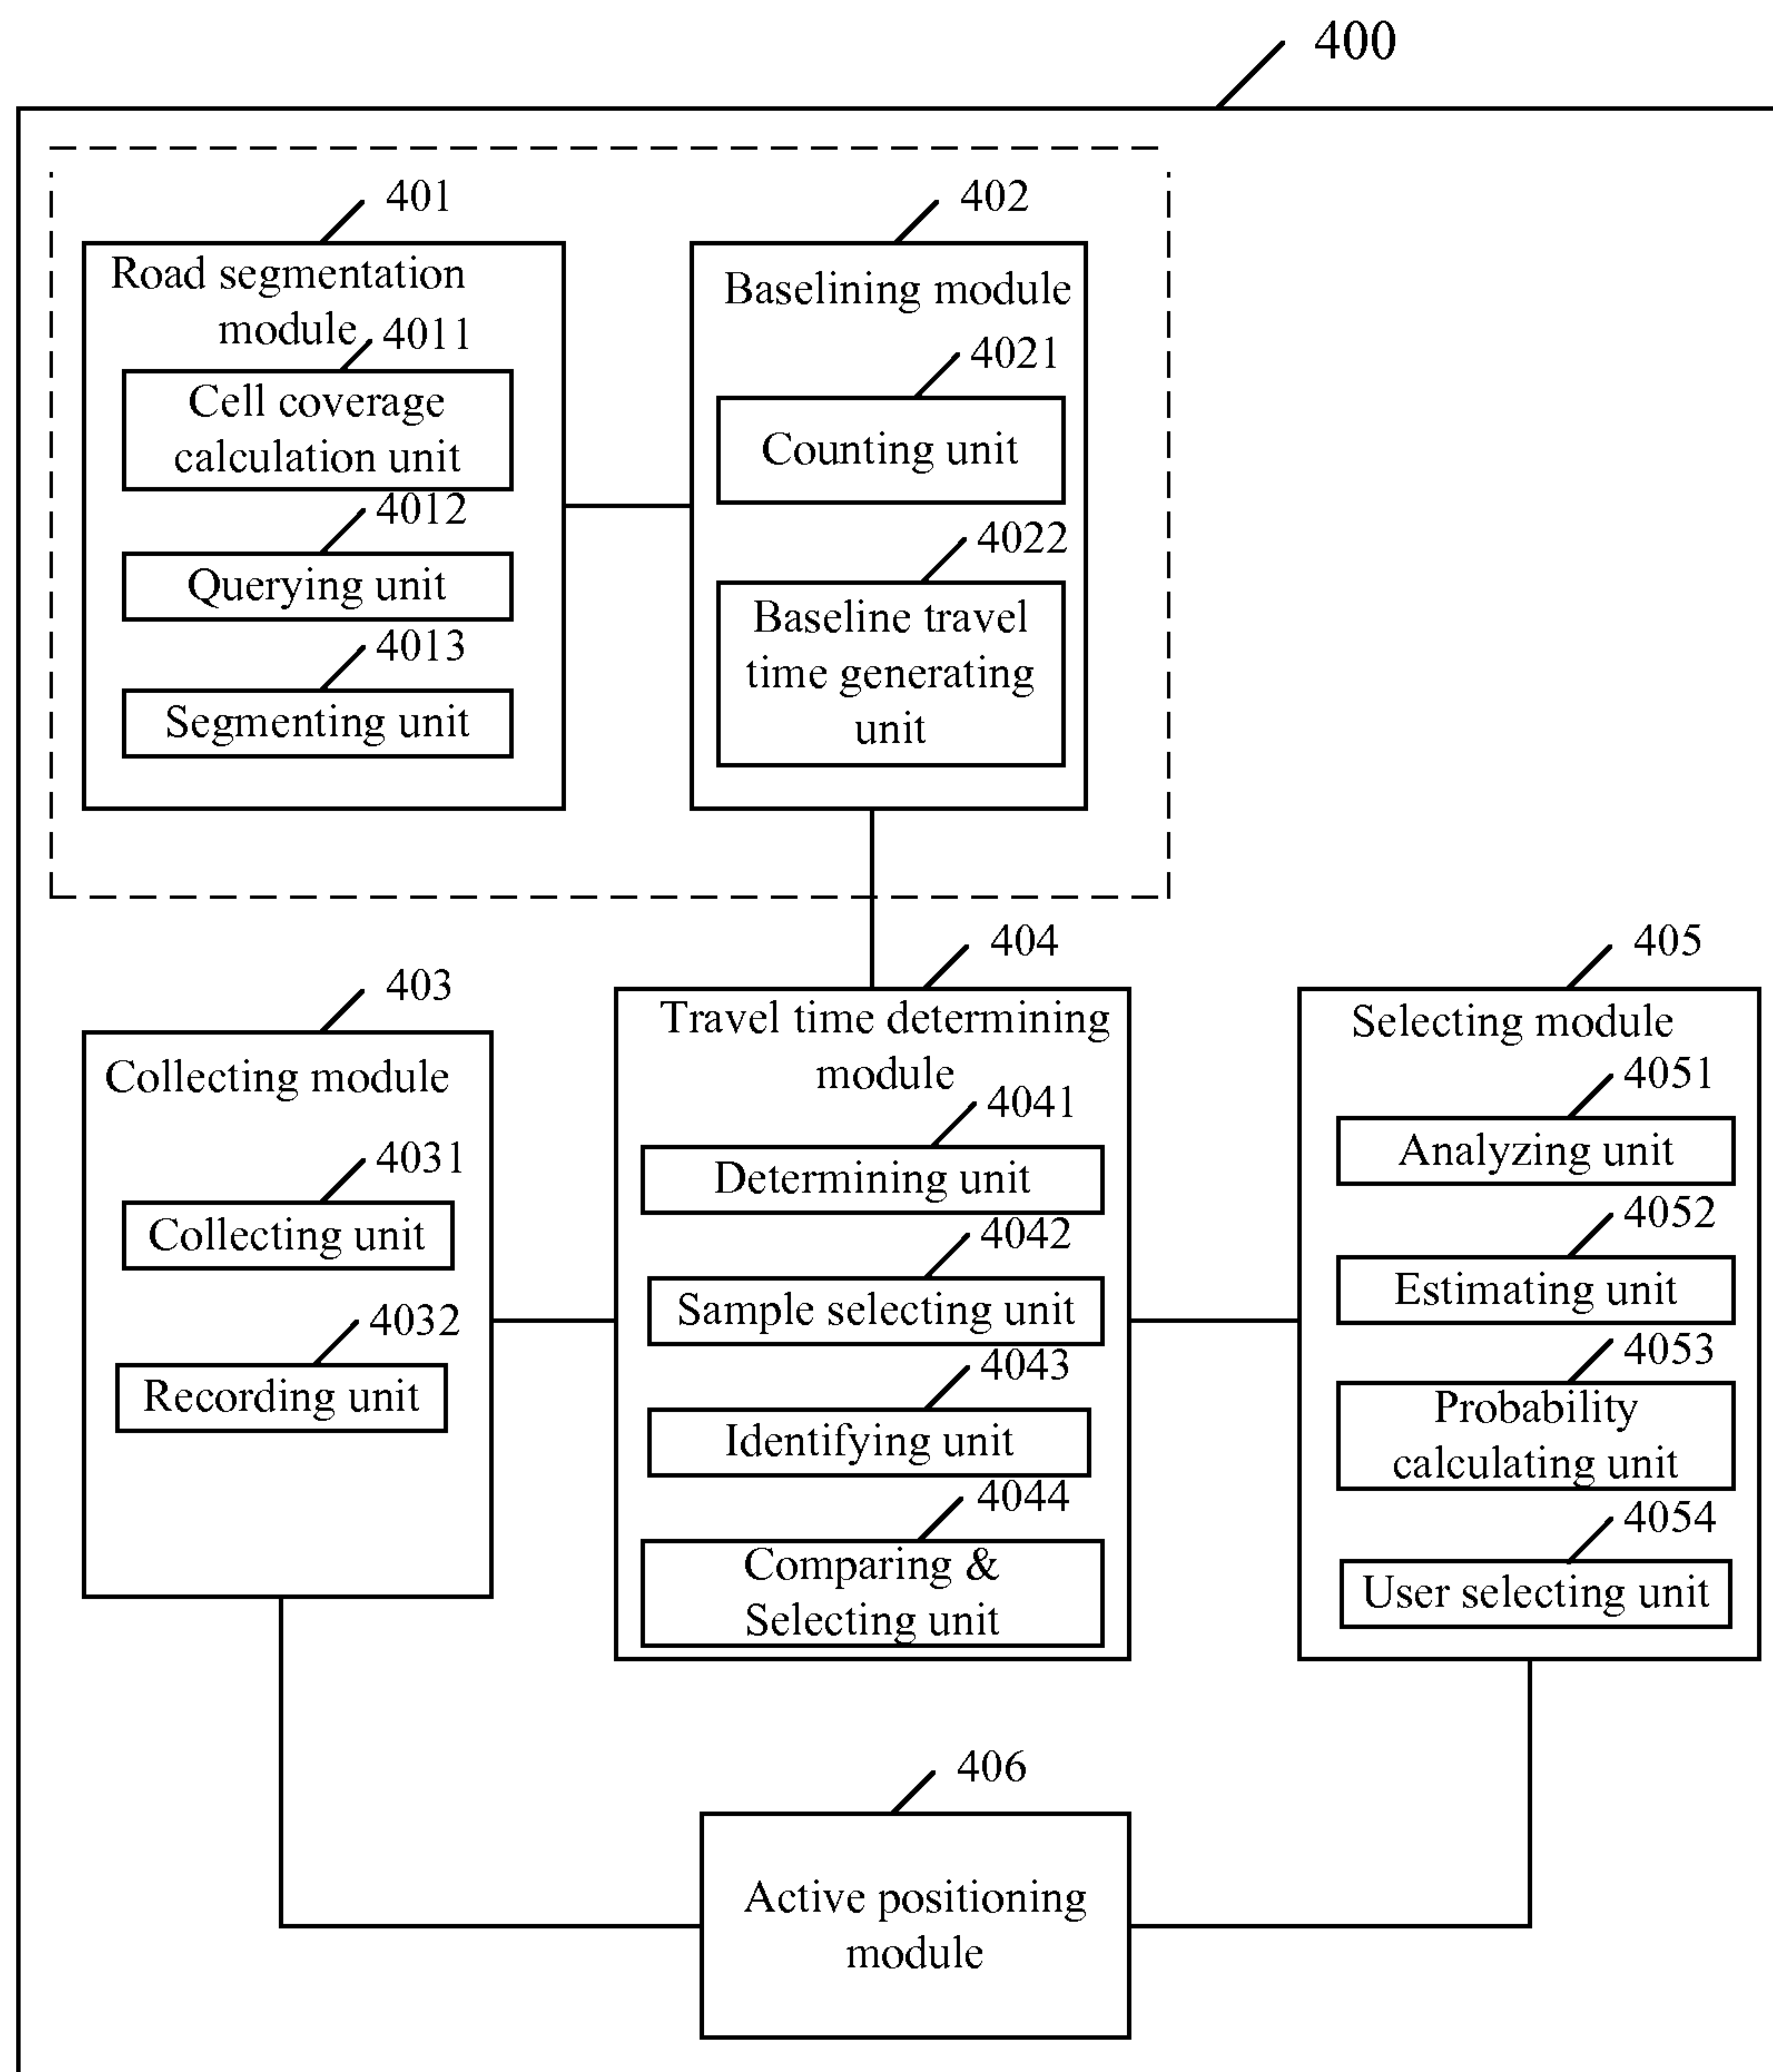 400
401
Road segmentation
module
4011
Cell coverage
calculation unit
4012
Querying unit
4013
Segmenting unit
402
Baselining module
4021
Counting unit
4022
Baseline travel
time generating
unit
403
Collecting module
4031
Collecting unit
4032
Recording unit
404
Travel time determining
module
4041
Determining unit
4042
Sample selecting unit
4043
Identifying unit
4044
Comparing &
Selecting unit
405
Selecting module
4051
Analyzing unit
4052
Estimating unit
4053
Probability
calculating unit
4054
User selecting unit
406
Active positioning
module